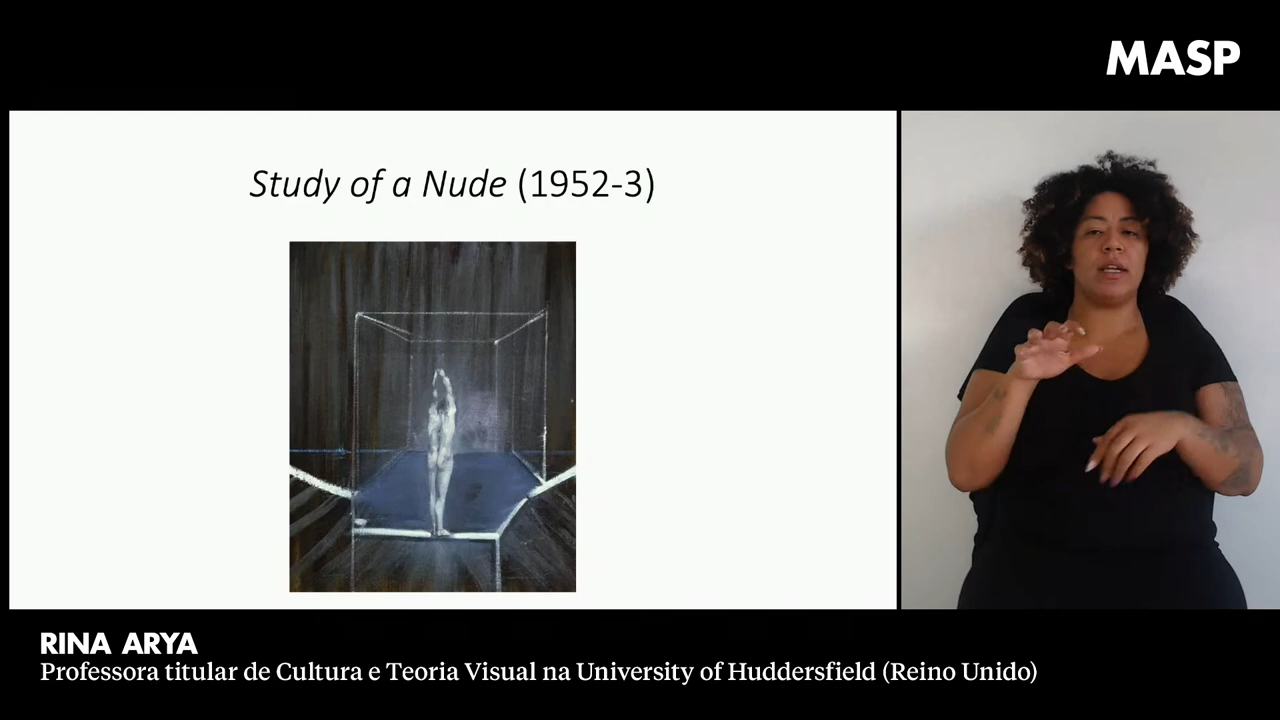 MASP
Study of a Nude (1952-3)
RINA ARYA
Professora titular de Cultura e Teoria Visual na University of Huddersfield (Reino Unido)